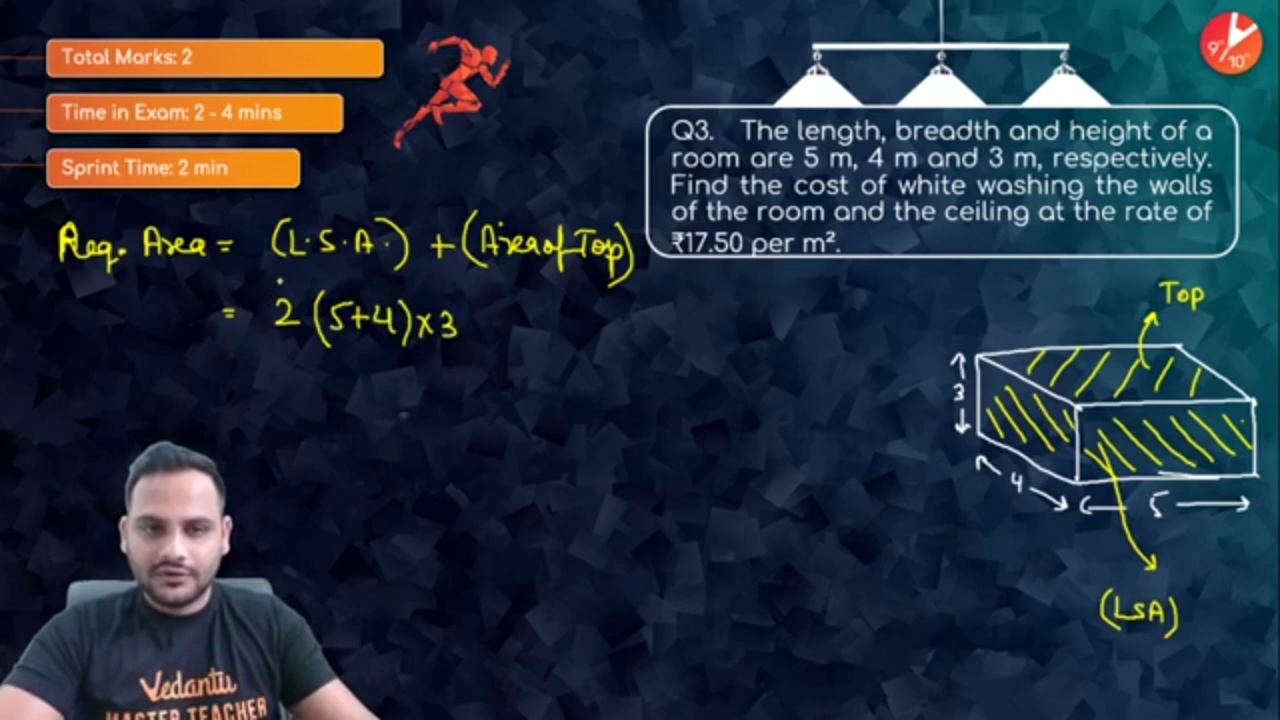 Total Marks: 2
Time in Exam: 2 - 4 mins
Sprint Time: 2 min
9th
10th
Q3. The length, breadth and height of a
room are 5 m, 4 m and 3 m, respectively.
Find the cost of white washing the walls
of the room and the ceiling at the rate of
₹17.50 per m².
Req. Area = (L.S.A.) + (Area of Top)
= 2 (5+4)×3
Top
3
4
5
(LSA)
Vedantu
MASTER TEACHER